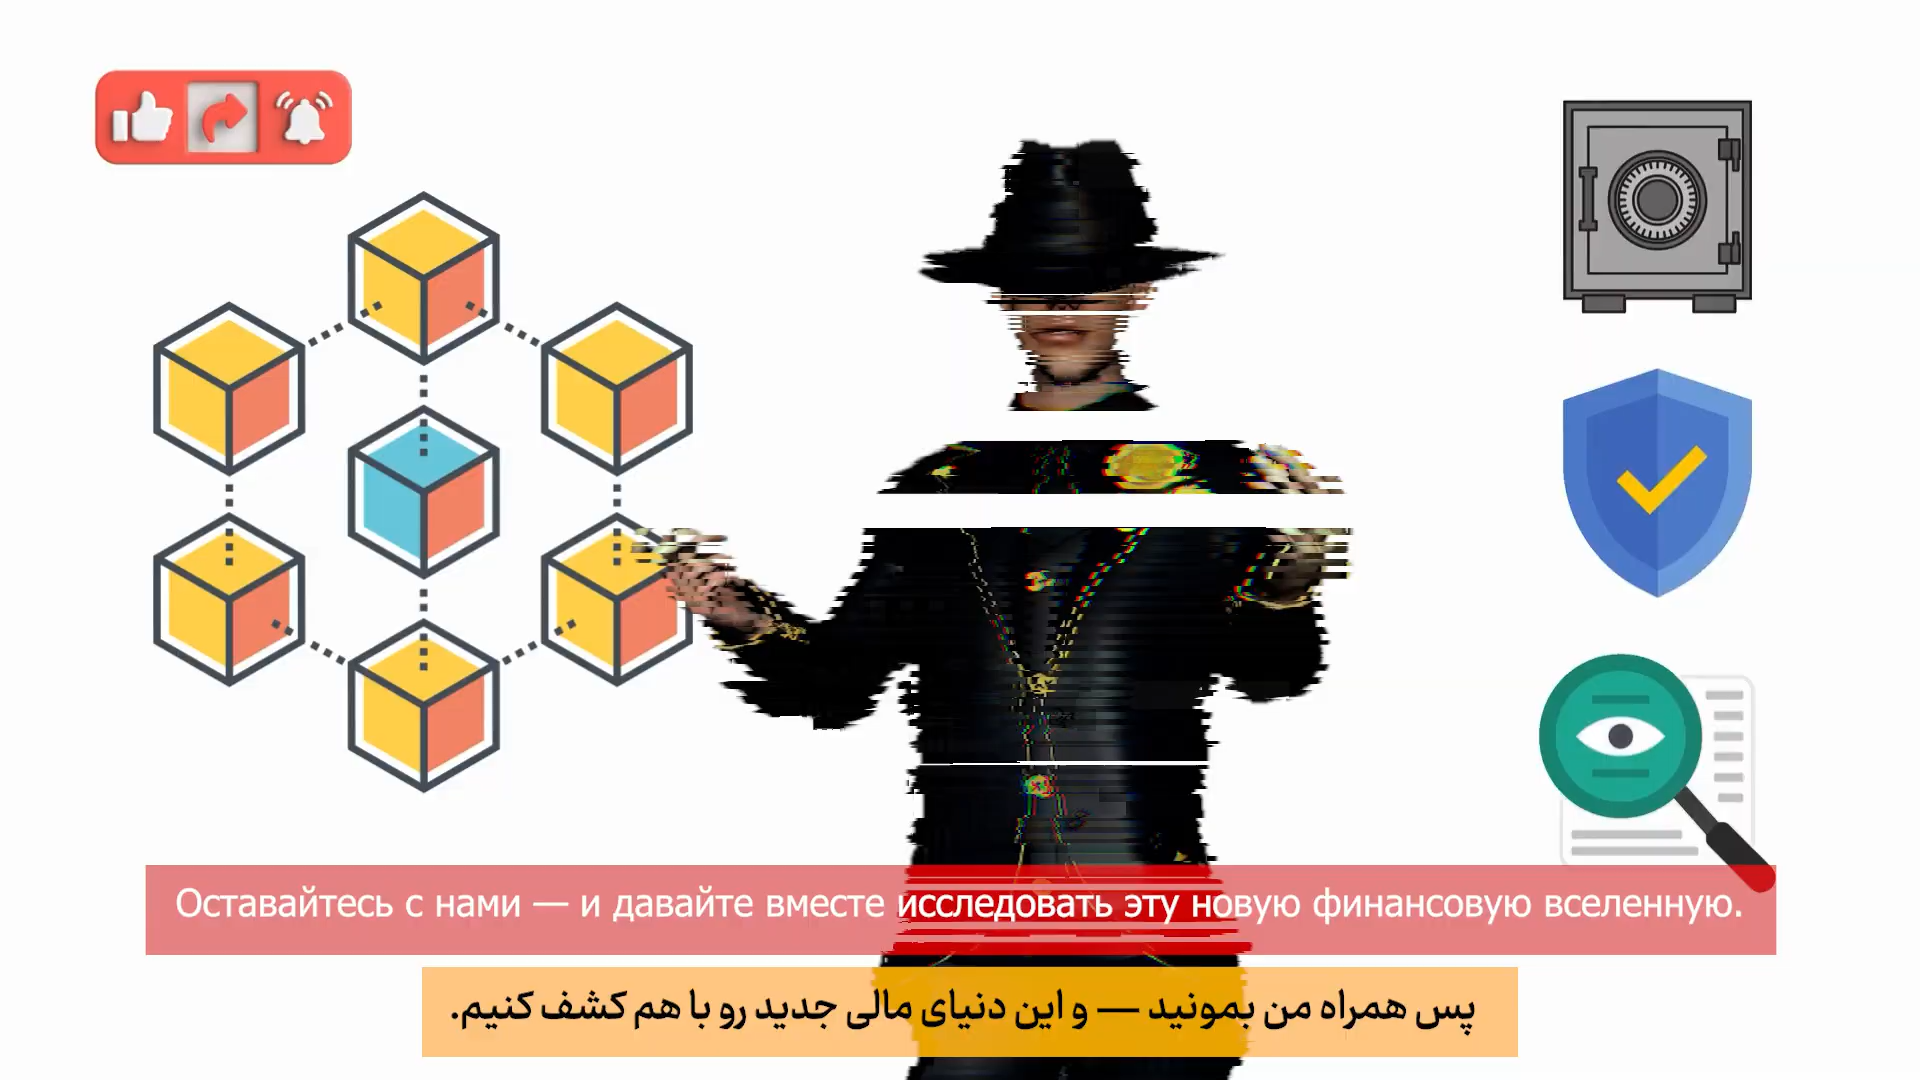 Оставайтесь с нами — и давайте вместе исследовать эту новую финансовую вселенную.
پس همراه من بمونید — و این دنیای مالی جدید رو با هم کشف کنیم.